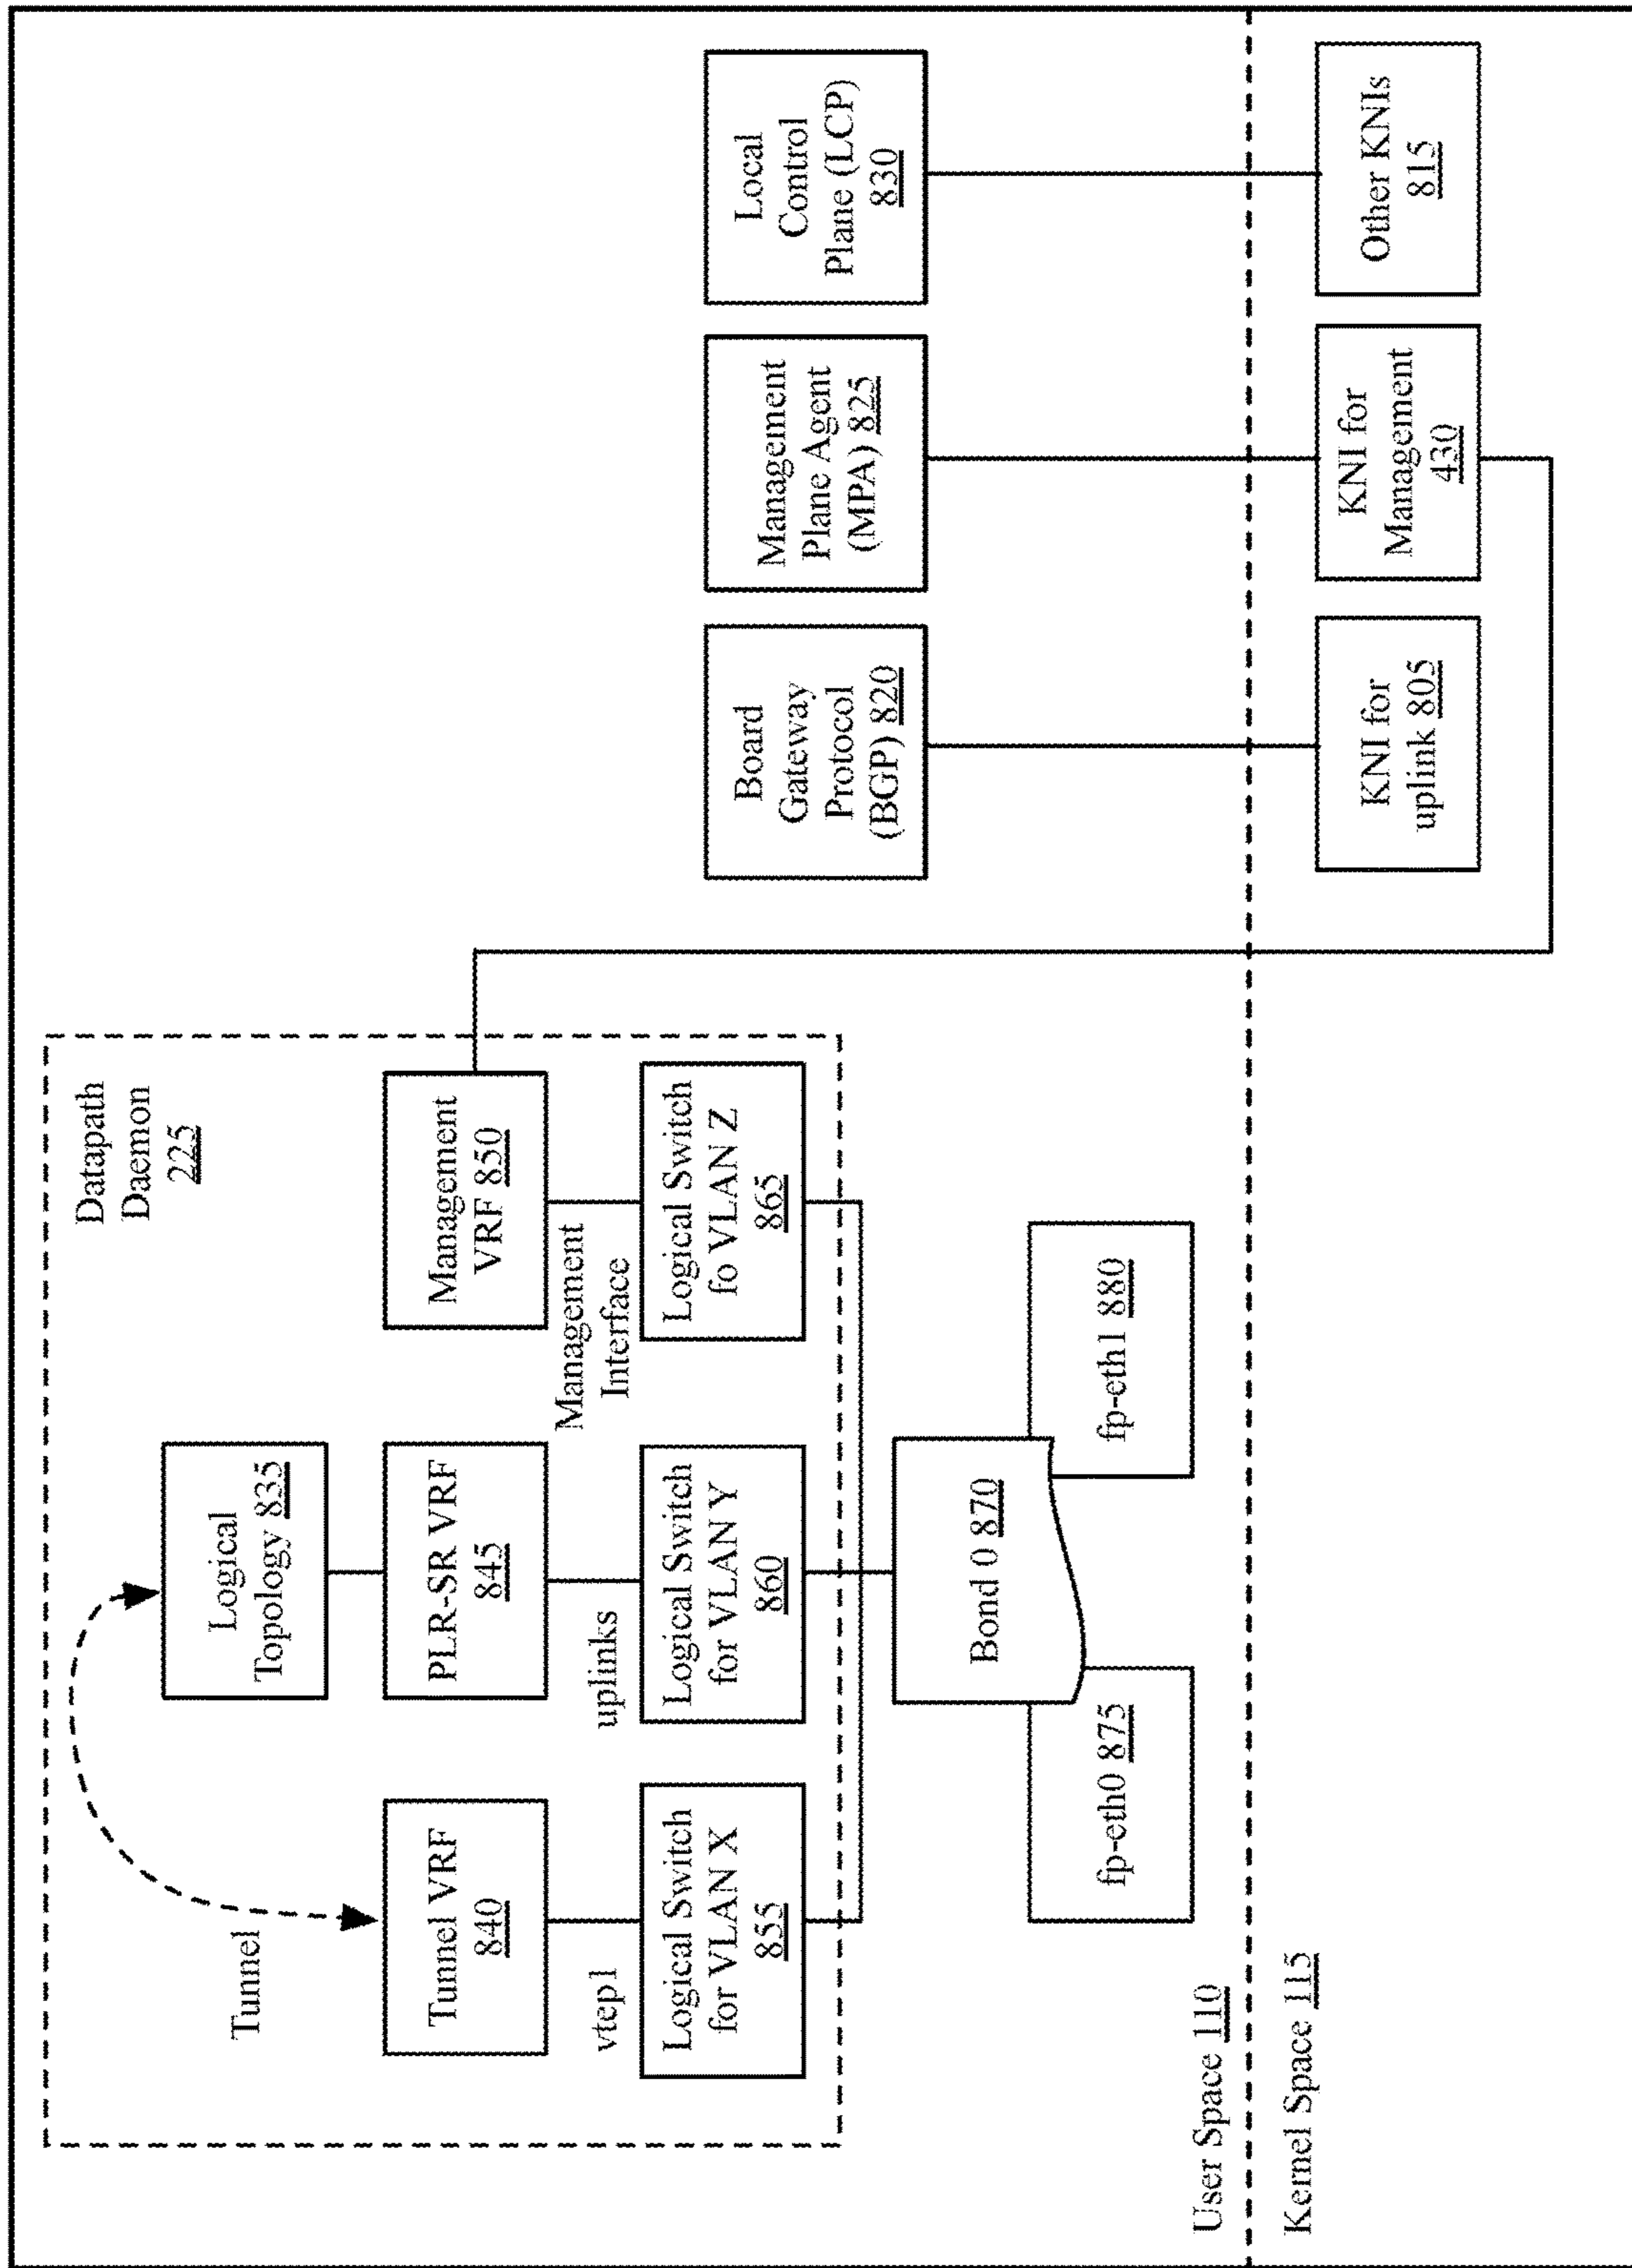 Datapath
Daemon
225
Tunnel
Logical
Topology 835
Tunnel VRF
840
PLR-SR VRF
845
Management
VRF 850
vtep1
uplinks
Management
Interface
Logical Switch
for VLAN X
855
Logical Switch
for VLAN Y
860
Logical Switch
fo VLAN Z
865
Board
Gateway
Protocol
(BGP) 820
Management
Plane Agent
(MPA) 825
Local
Control
Plane (LCP)
830
Bond 0 870
fp-eth0 875
fp-eth1 880
User Space 110
Kernel Space 115
KNI for
uplink 805
KNI for
Management
430
Other KNIs
815